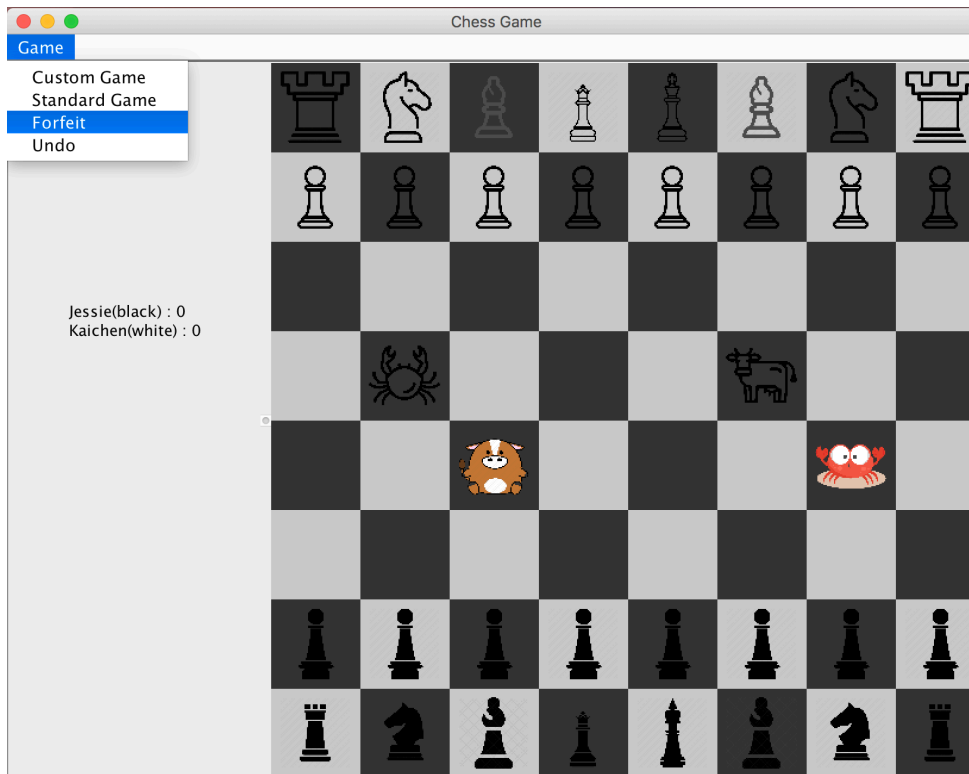 Chess Game
Game
Custom Game
Standard Game
Forfeit
Undo
Jessie(black) : 0
Kaichen(white) : 0